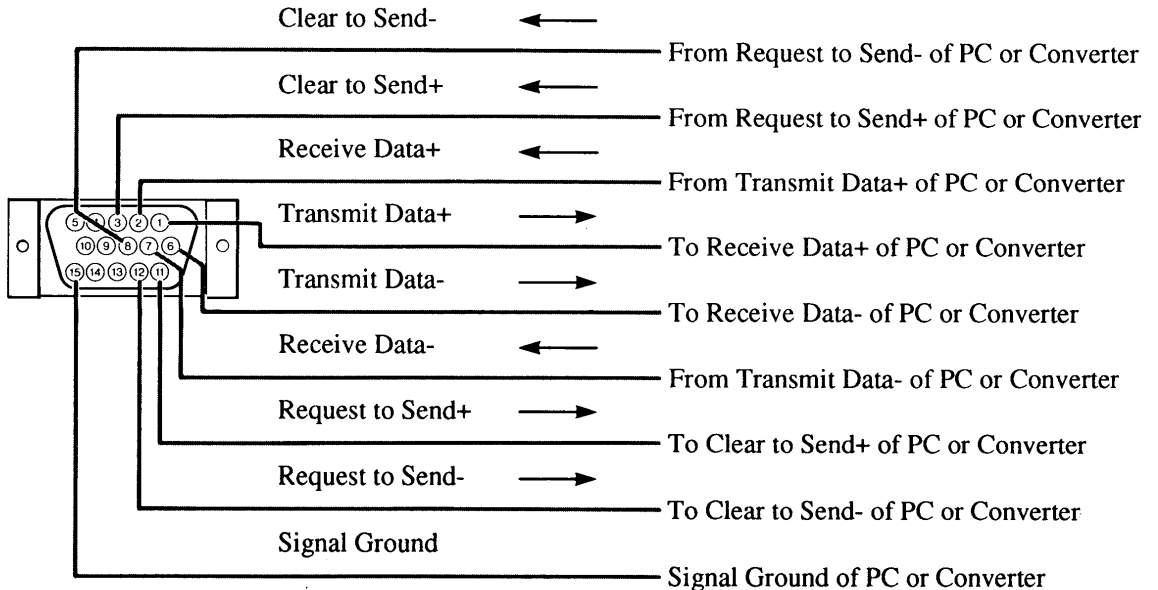 Clear to Send-
From Request to Send- of PC or Converter
Clear to Send+
From Request to Send+ of PC or Converter
Receive Data+
From Transmit Data+ of PC or Converter
Transmit Data+
5 4 3 2 1
To Receive Data+ of PC or Converter
10 9 8 7 6
Transmit Data-
15 14 13 12 11
To Receive Data- of PC or Converter
Receive Data-
From Transmit Data- of PC or Converter
Request to Send+
To Clear to Send+ of PC or Converter
Request to Send-
To Clear to Send- of PC or Converter
Signal Ground
Signal Ground of PC or Converter